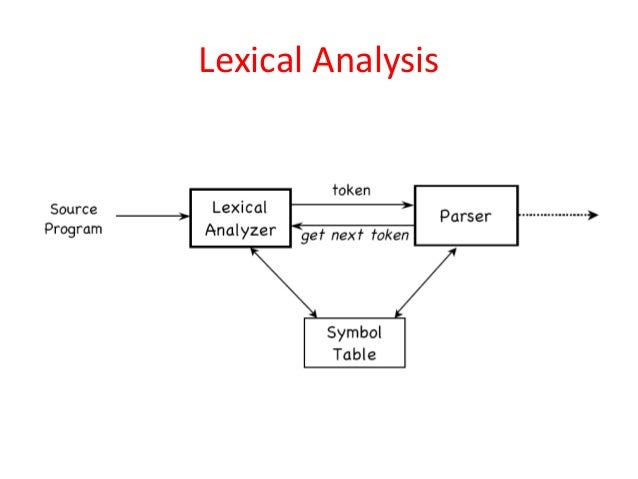 Lexical Analysis
token
Source
Program
Lexical
Analyzer
get next token
Parser
Symbol
Table